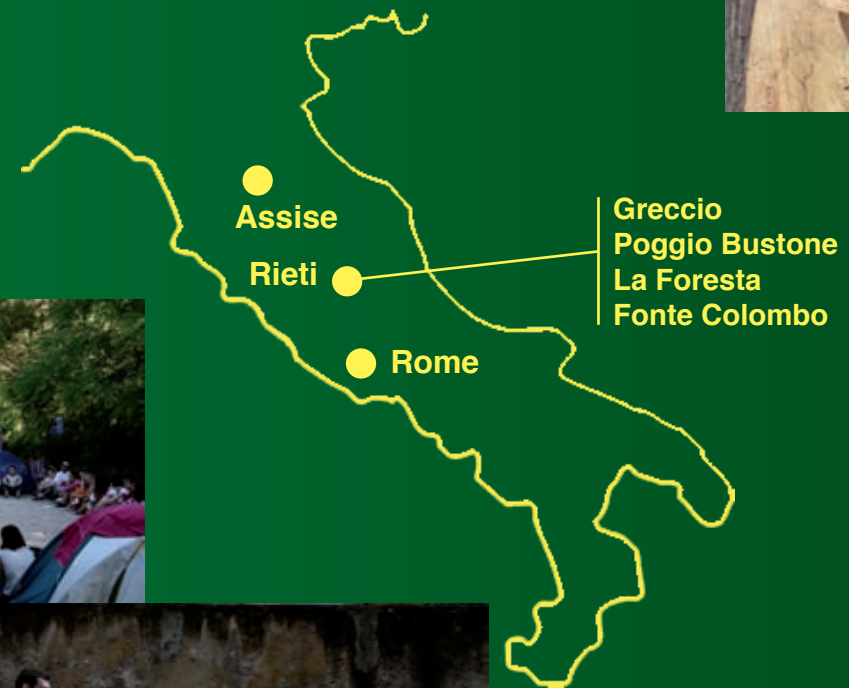 Assise
Rieti
Rome
Greccio
Poggio Bustone
La Foresta
Fonte Colombo